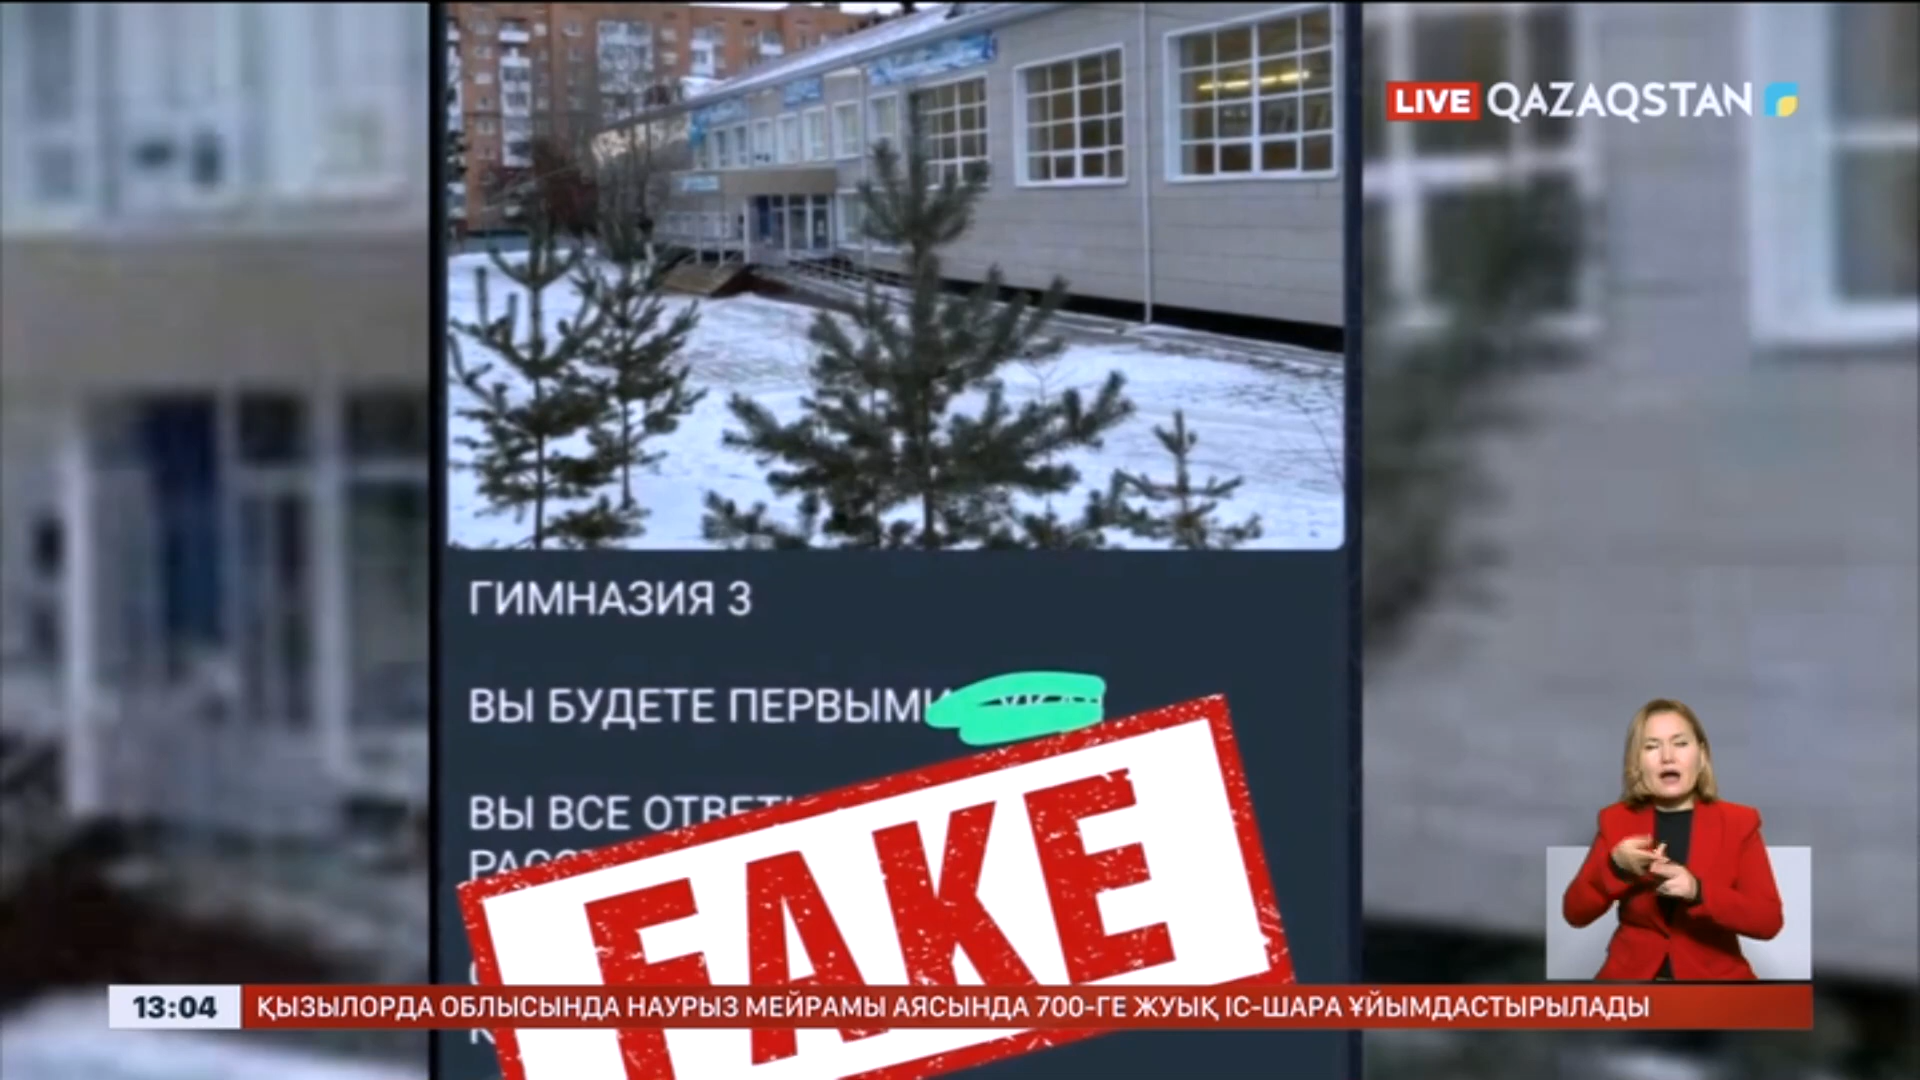 LIVE QAZAQSTAN
ГИМНАЗИЯ 3
ВЫ БУДЕТЕ ПЕРВЫМИ
ВЫ ВСЕ
FAKE
13:04 ҚЫЗЫЛОРДА ОБЛЫСЫНДА НАУРЫЗ МЕЙРАМЫ АЯСЫНДА 700-ГЕ ЖУЫҚ ІС-ШАРА ҰЙЫМДАСТЫРЫЛАДЫ